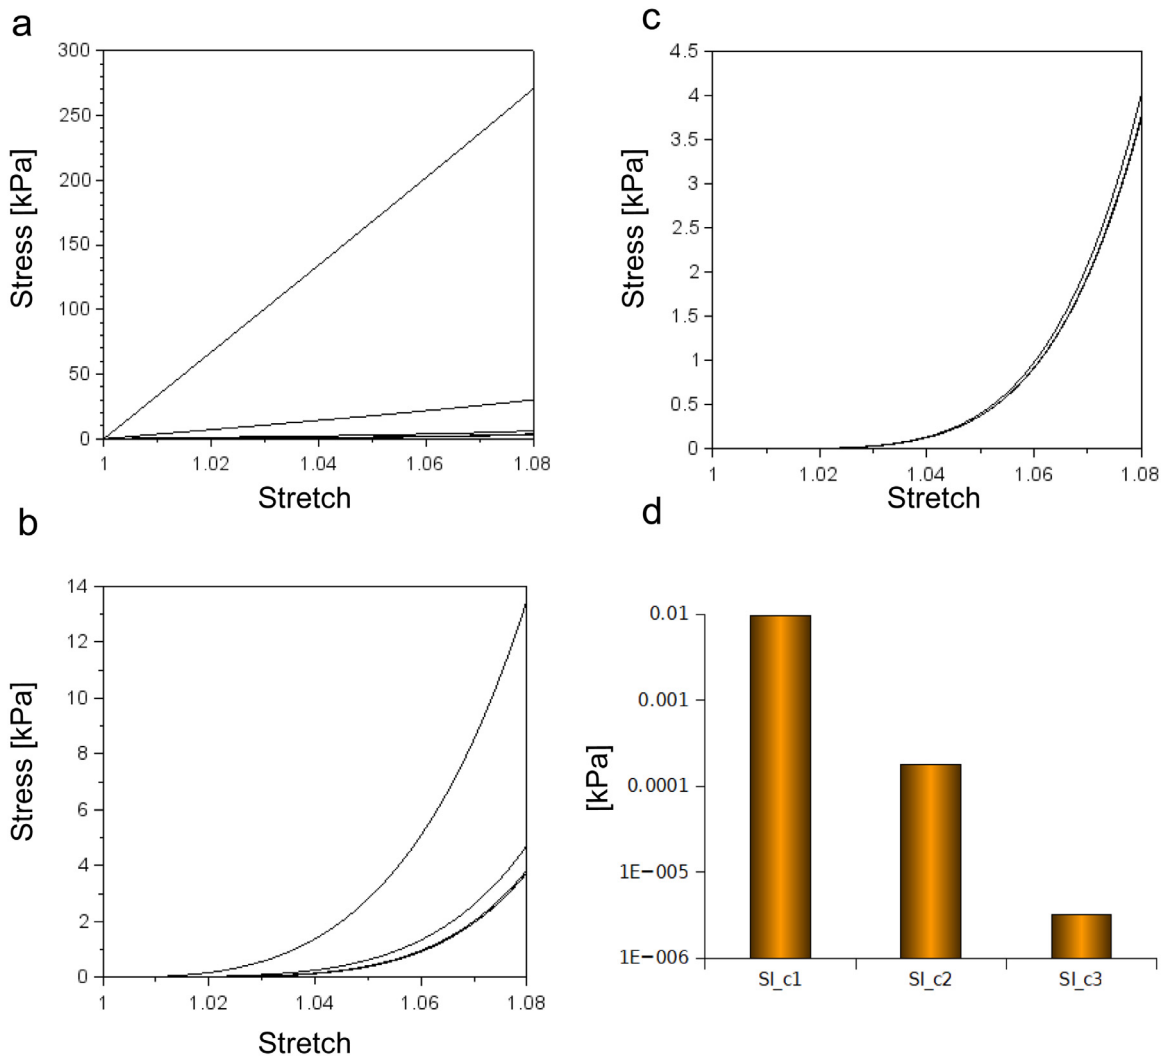 a
300
250
200
150
100
50
0
1
1.02
1.04
1.06
1.08
Stress [kPa]
Stretch
b
14
12
10
8
6
4
2
0
1
1.02
1.04
1.06
1.08
Stress [kPa]
Stretch
c
4.5
4
3.5
3
2.5
2
1.5
1
0.5
0
1
1.02
1.04
1.06
1.08
Stress [kPa]
Stretch
d
0.01
0.001
0.0001
1E-005
1E-006
[kPa]
SI_c1
SI_c2
SI_c3